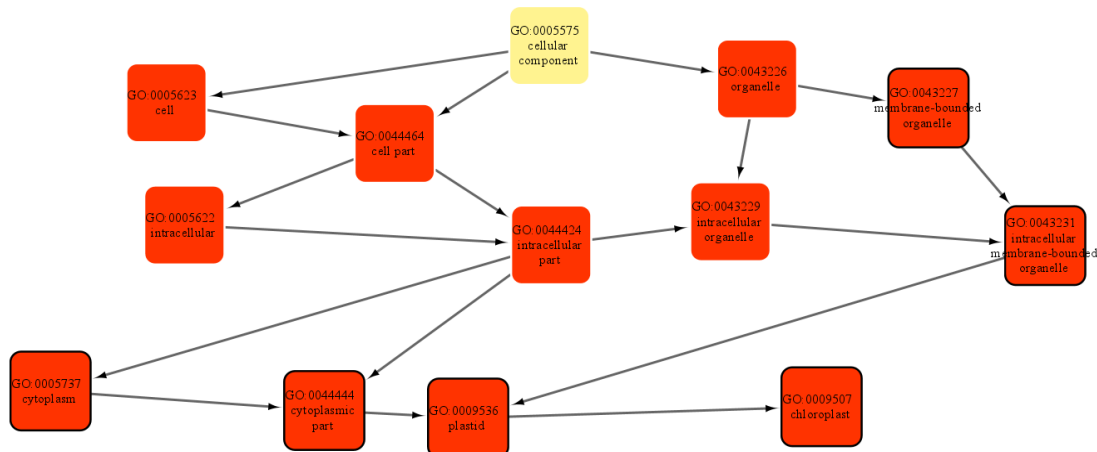 GO:0005575
cellular
component
GO:0043226
organelle
GO:0005623
cell
GO:0043227
membrane-bounded
organelle
GO:0044464
cell part
GO:0005622
intracellular
GO:0043229
intracellular
organelle
GO:0044424
intracellular
part
GO:0043231
intracellular
membrane-bounded
organelle
GO:0005737
cytoplasm
GO:0044444
cytoplasmic
part
GO:0009536
plastid
GO:0009507
chloroplast